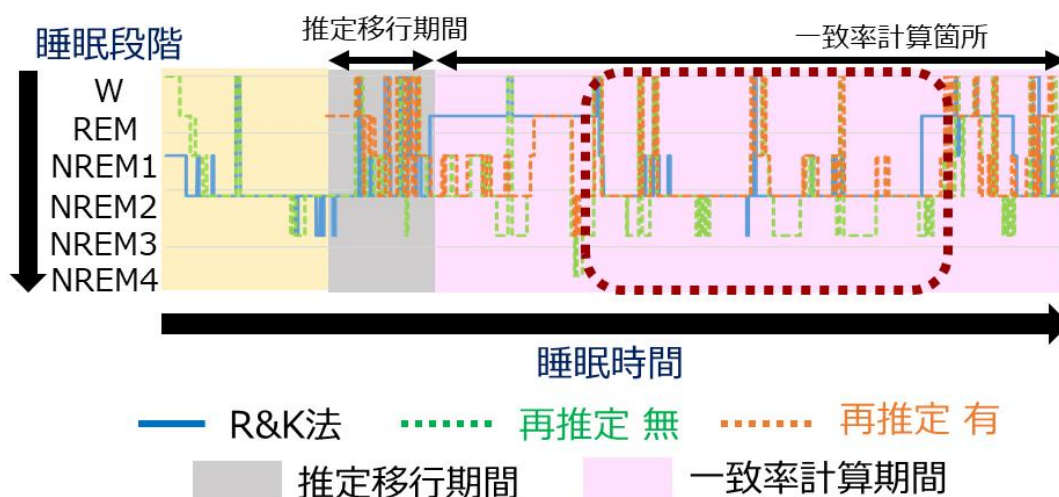 推定移行期間
一致率計算箇所
睡眠段階
W
REM
NREM1
NREM2
NREM3
NREM4
睡眠時間
R&K法
再推定 無
再推定 有
推定移行期間
一致率計算期間